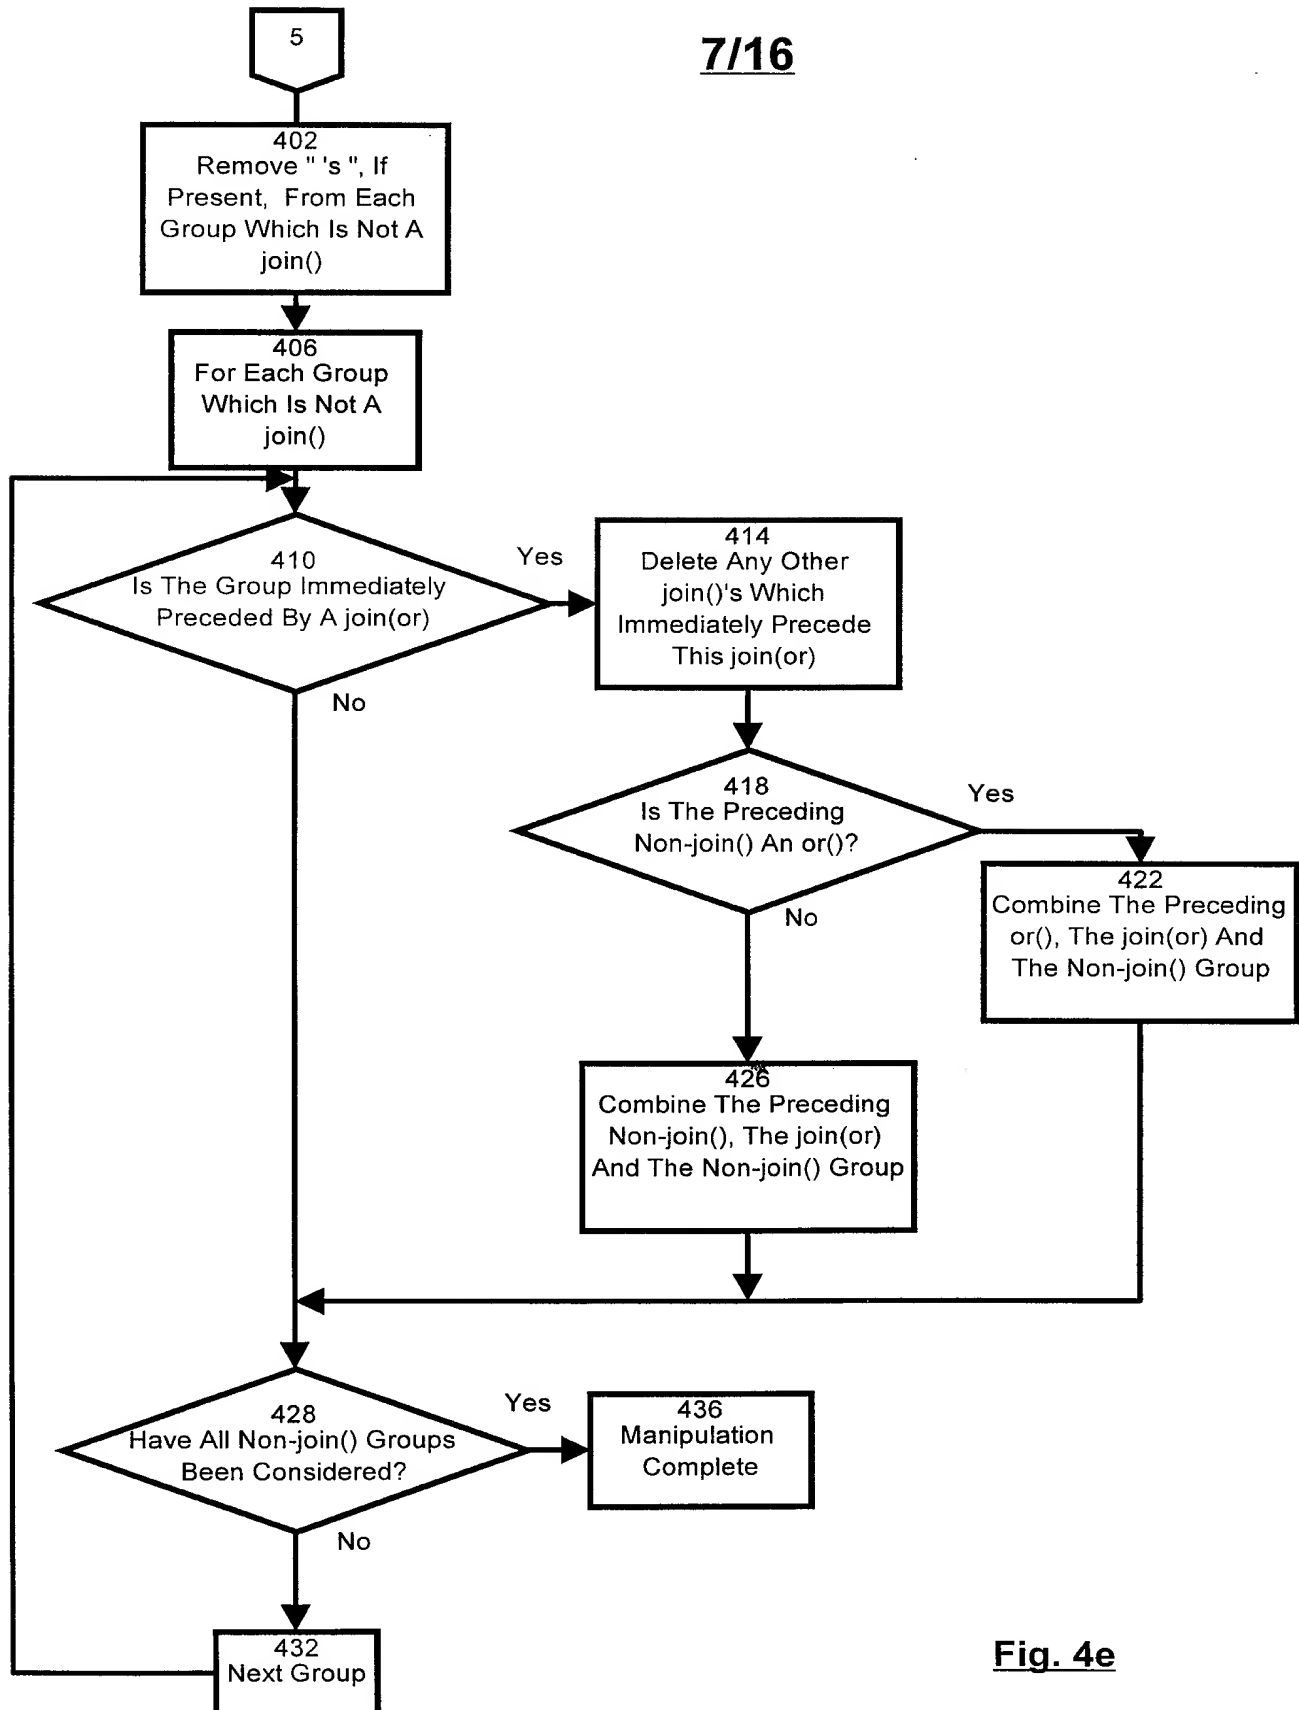 5
7/16
402
Remove " 's ", If
Present, From Each
Group Which Is Not A
join()
406
For Each Group
Which Is Not A
join()
410
Is The Group Immediately
Preceded By A join(or)
Yes
No
414
Delete Any Other
join()'s Which
Immediately Precede
This join(or)
418
Is The Preceding
Non-join() An or()?
Yes
No
422
Combine The Preceding
or(), The join(or) And
The Non-join() Group
426
Combine The Preceding
Non-join(), The join(or)
And The Non-join() Group
428
Have All Non-join() Groups
Been Considered?
Yes
No
436
Manipulation
Complete
432
Next Group
Fig. 4e